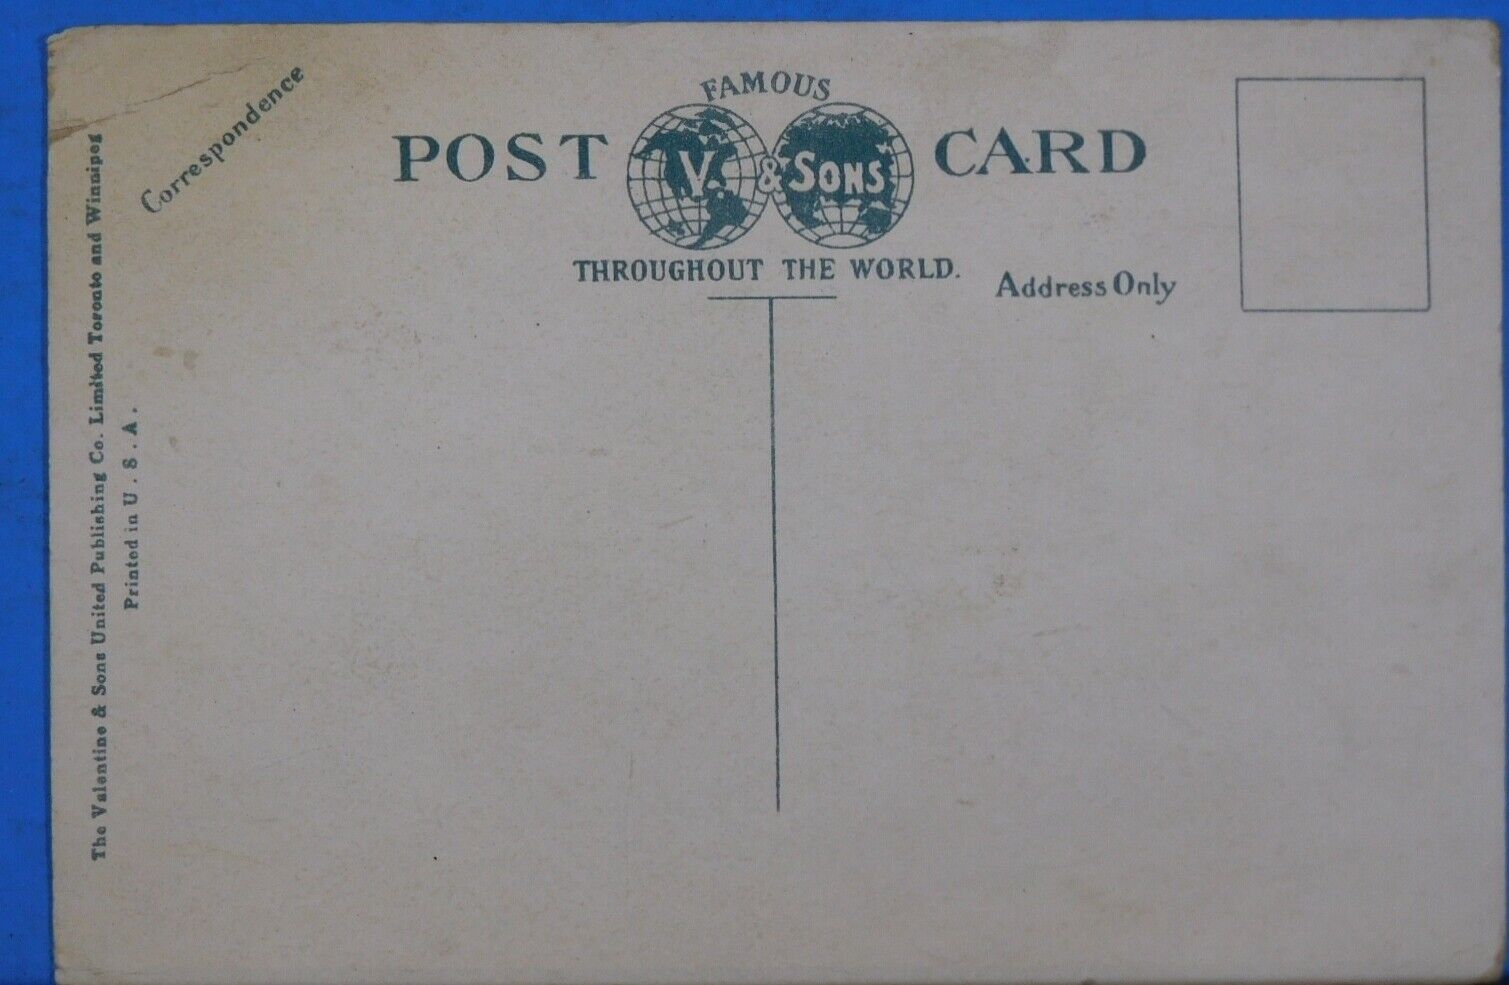 FAMOUS
POST V. & SONS CARD
THROUGHOUT THE WORLD.
Correspondence
Address Only
The Valentine & Sons United Publishing Co. Limited Toronto and Winnipeg
Printed in U.S.A.